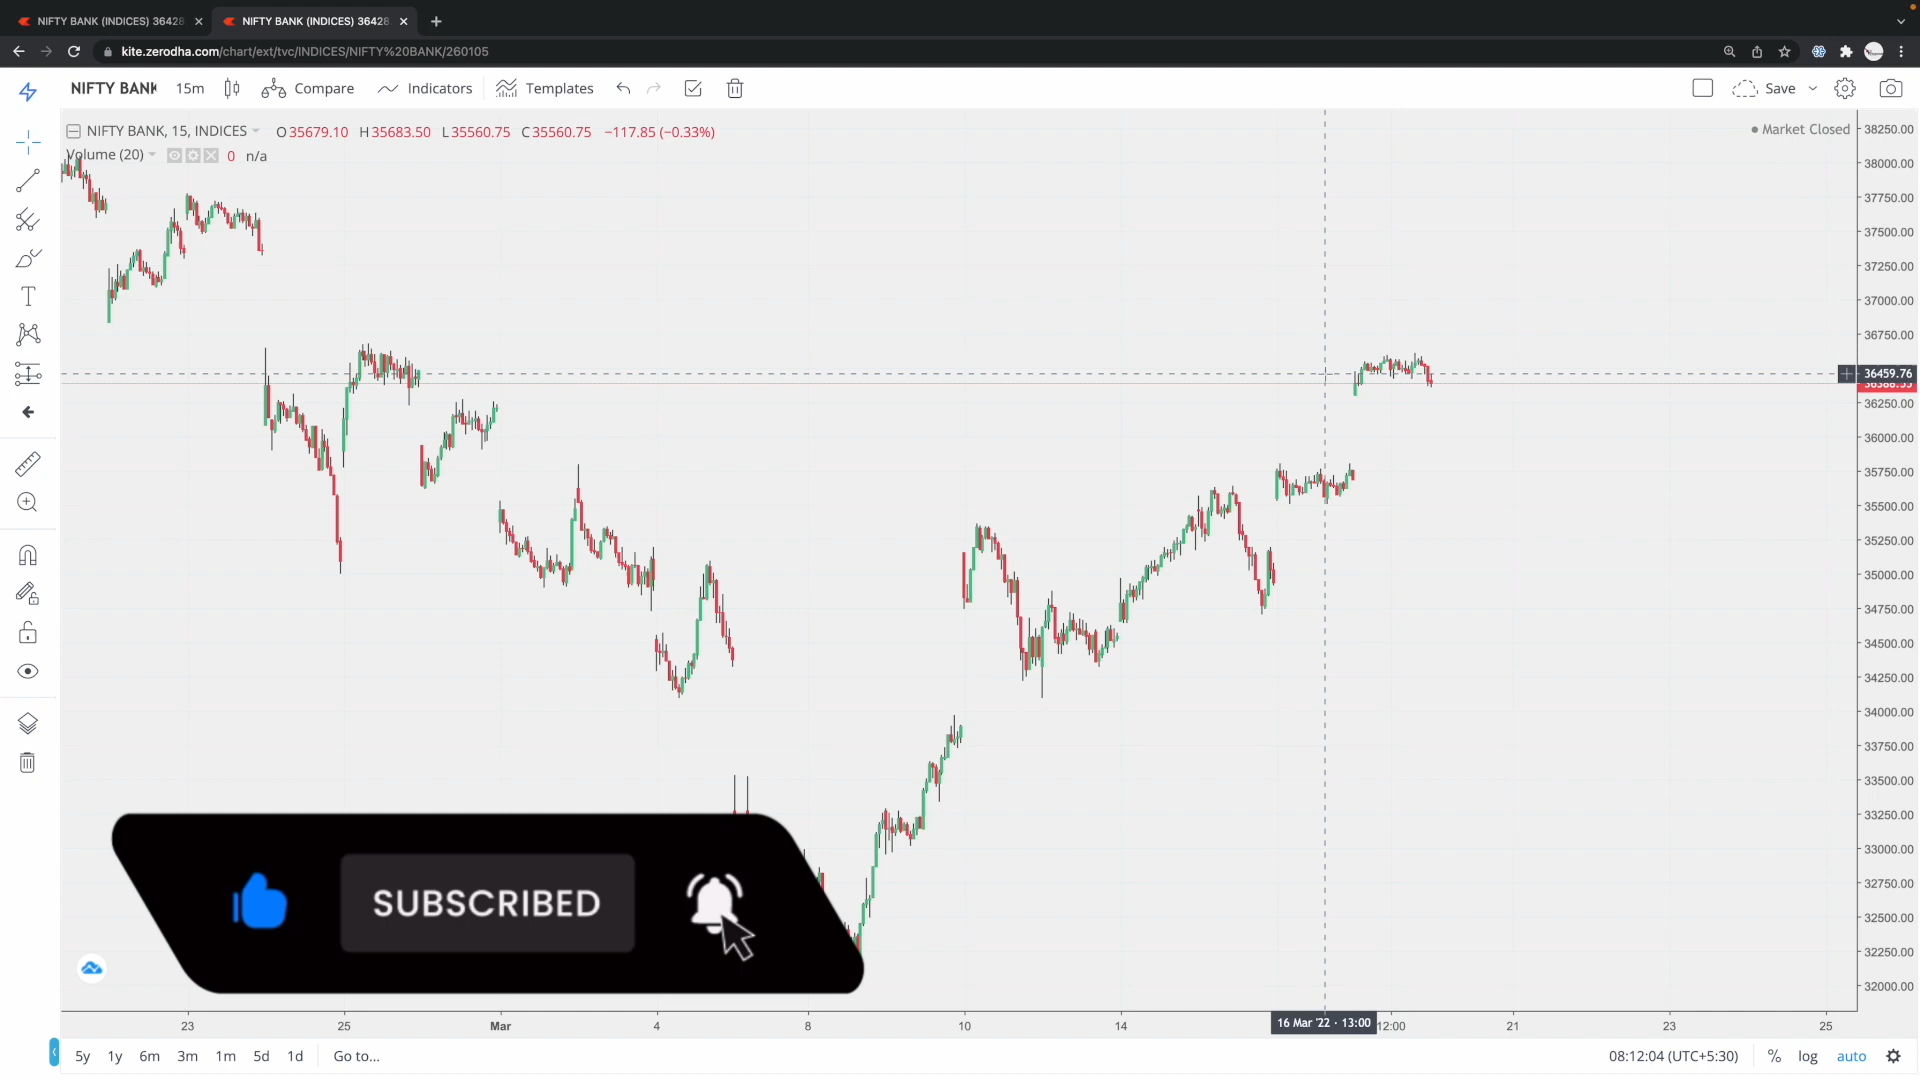 NIFTY BANK (INDICES) 36428
NIFTY BANK (INDICES) 36428
kite.zerodha.com/chart/ext/tvc/INDICES/NIFTY%20BANK/260105
NIFTY BANK 15m Compare Indicators Templates Save
NIFTY BANK, 15, INDICES O35679.10 H35683.50 L35560.75 C35560.75 −117.85 (−0.33%)
Volume (20) 0 n/a
Market Closed
38250.00
38000.00
37750.00
37500.00
37250.00
37000.00
36750.00
36459.76
36250.00
36000.00
35750.00
35500.00
35250.00
35000.00
34750.00
34500.00
34250.00
34000.00
33750.00
33500.00
33250.00
33000.00
32750.00
32500.00
32250.00
32000.00
SUBSCRIBED
23 25 Mar 4 8 10 14 16 Mar '22 · 13:00 12:00 21 23 25
5y 1y 6m 3m 1m 5d 1d Go to... 08:12:04 (UTC+5:30) % log auto